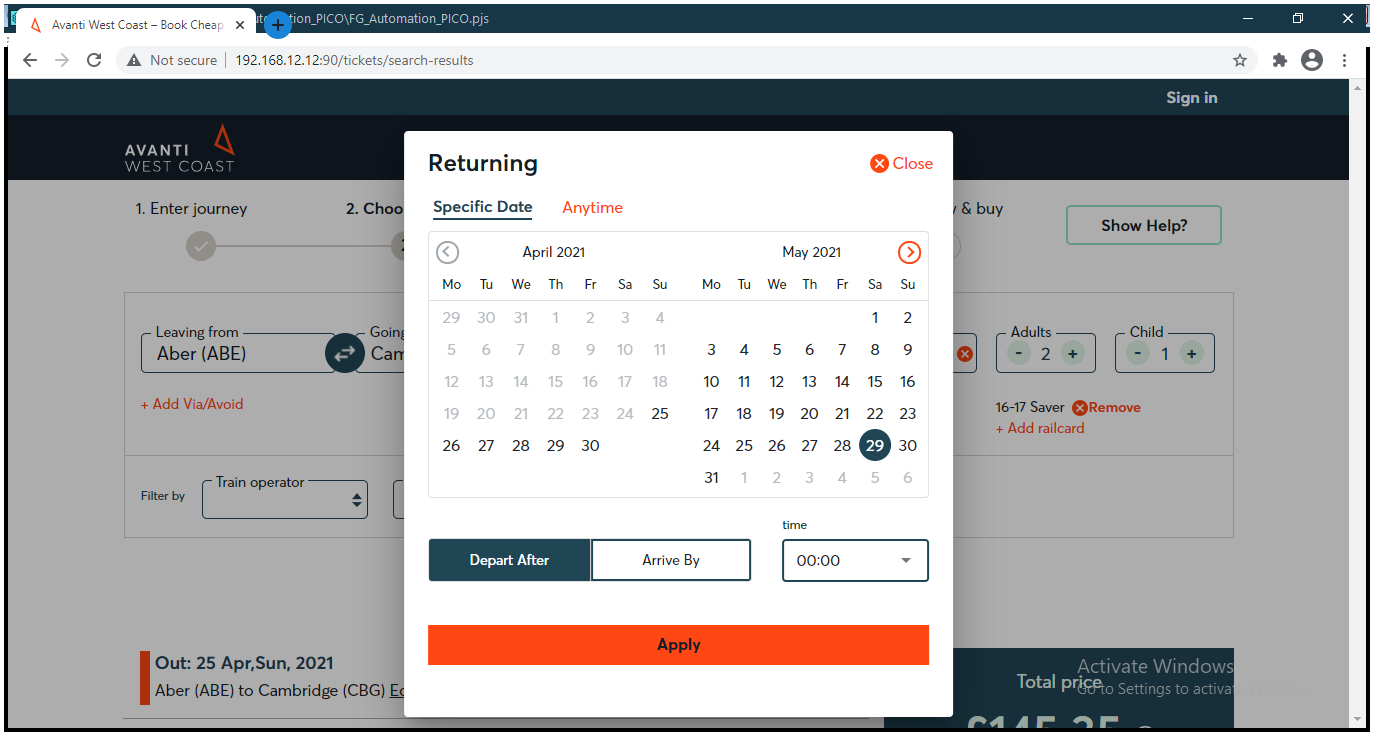 Avanti West Coast – Book Cheap
utomation_PICO\FG_Automation_PICO.pjs
Not secure
192.168.12.12:90/tickets/search-results
Sign in
AVANTI
WEST COAST
Returning
Close
1. Enter journey
2. Choo
& buy
Show Help?
Specific Date
Anytime
April 2021
May 2021
Mo Tu We Th Fr Sa Su
Mo Tu We Th Fr Sa Su
29 30 31 1 2 3 4
1 2
5 6 7 8 9 10 11
3 4 5 6 7 8 9
12 13 14 15 16 17 18
10 11 12 13 14 15 16
19 20 21 22 23 24 25
17 18 19 20 21 22 23
26 27 28 29 30
24 25 26 27 28 29 30
31 1 2 3 4 5 6
Leaving from
Aber (ABE)
Going
Cam
Adults
- 2 +
Child
- 1 +
+ Add Via/Avoid
16-17 Saver Remove
+ Add railcard
Filter by
Train operator
time
Depart After
Arrive By
00:00
Apply
Out: 25 Apr,Sun, 2021
Aber (ABE) to Cambridge (CBG)
Total price
£145.35
Activate Windows
Go to Settings to activate Windows.